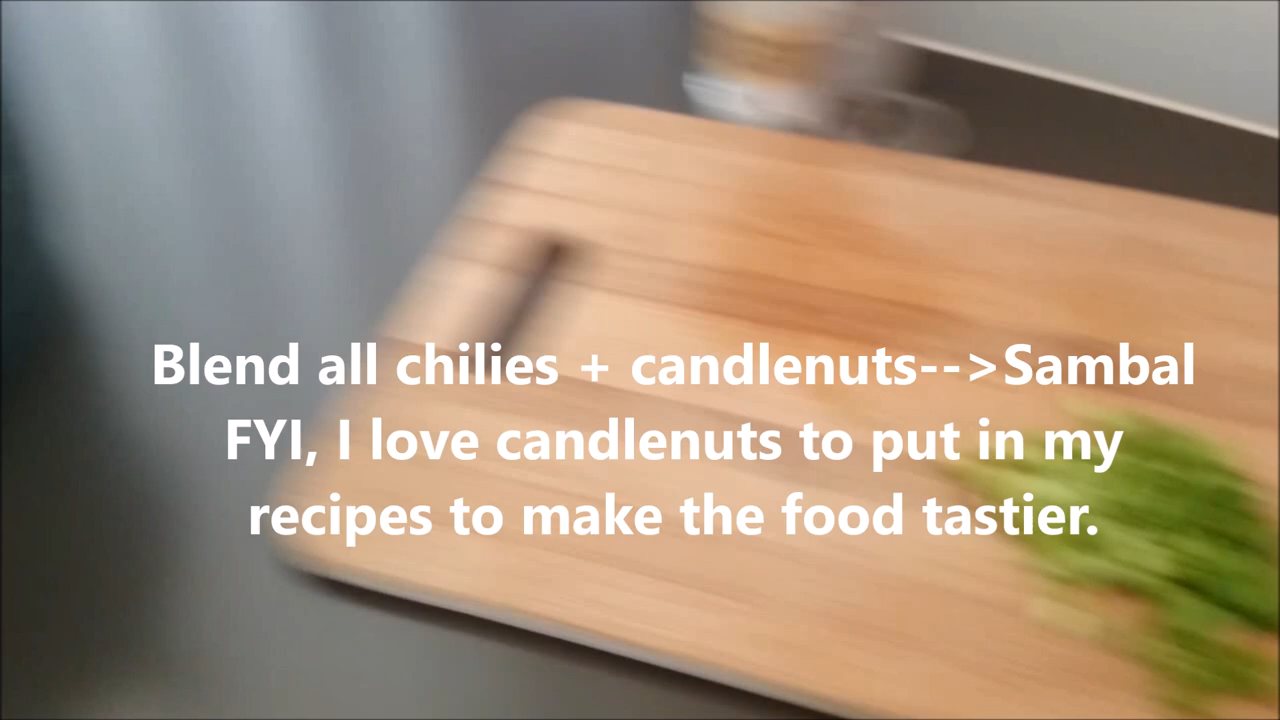 Blend all chilies + candlenuts-->Sambal
FYI, I love candlenuts to put in my
recipes to make the food tastier.